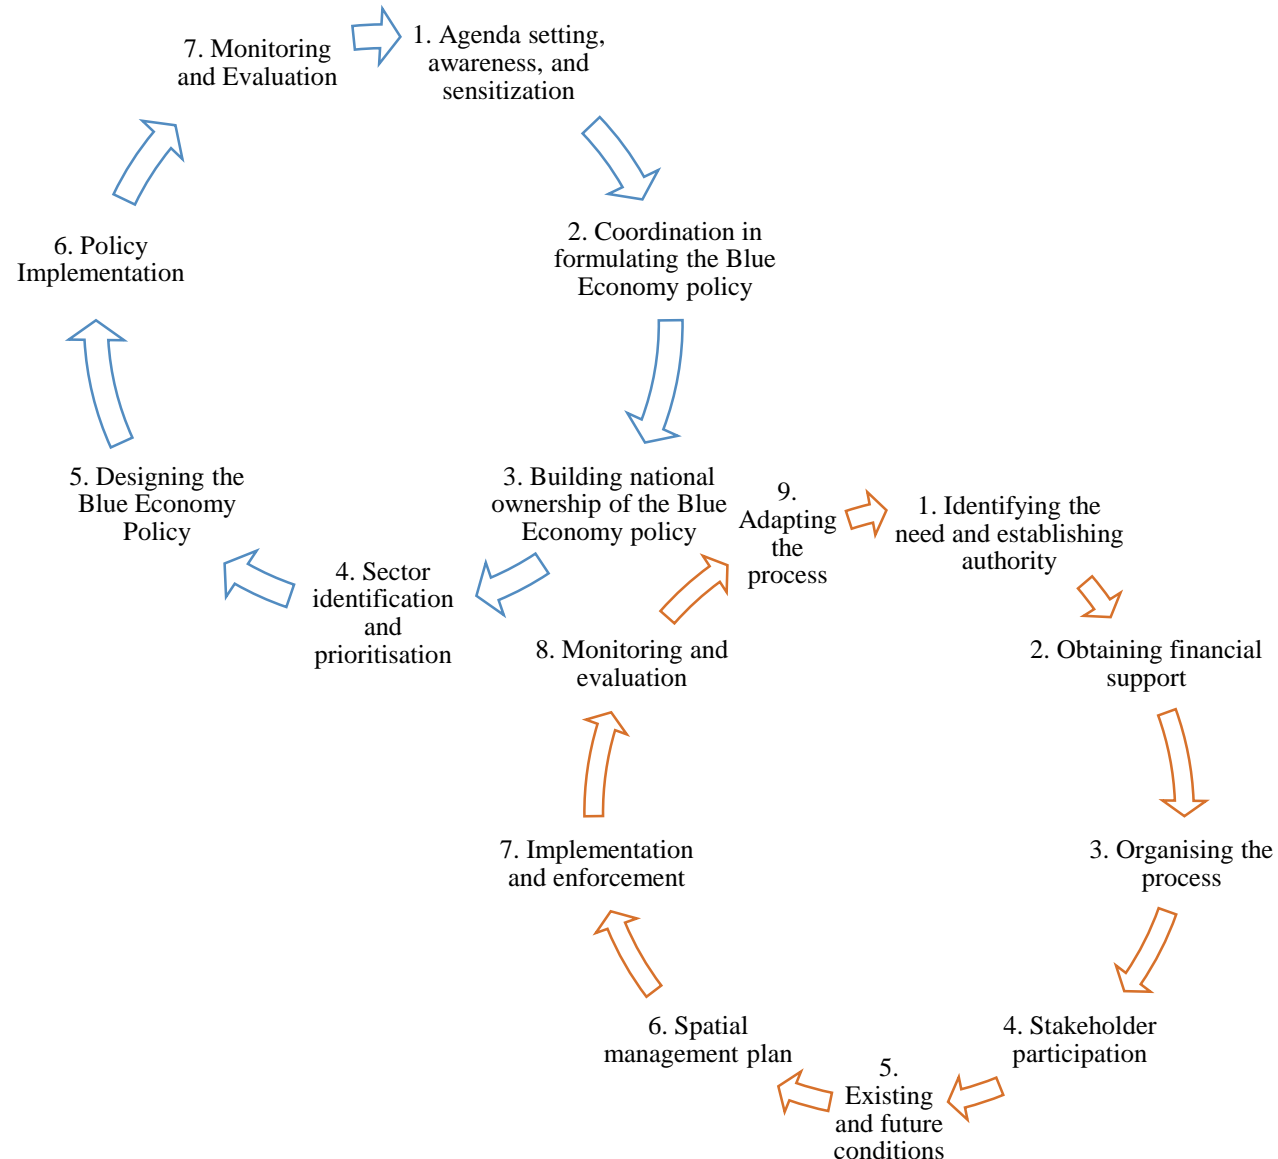 1. Agenda setting,
awareness, and
sensitization
2. Coordination in
formulating the Blue
Economy policy
3. Building national
ownership of the Blue
Economy policy
4. Sector
identification
and
prioritisation
5. Designing the
Blue Economy
Policy
6. Policy
Implementation
7. Monitoring
and Evaluation
1. Identifying the
need and establishing
authority
2. Obtaining financial
support
3. Organising the
process
4. Stakeholder
participation
5.
Existing
and future
conditions
6. Spatial
management plan
7. Implementation
and enforcement
8. Monitoring and
evaluation
9.
Adapting
the
process